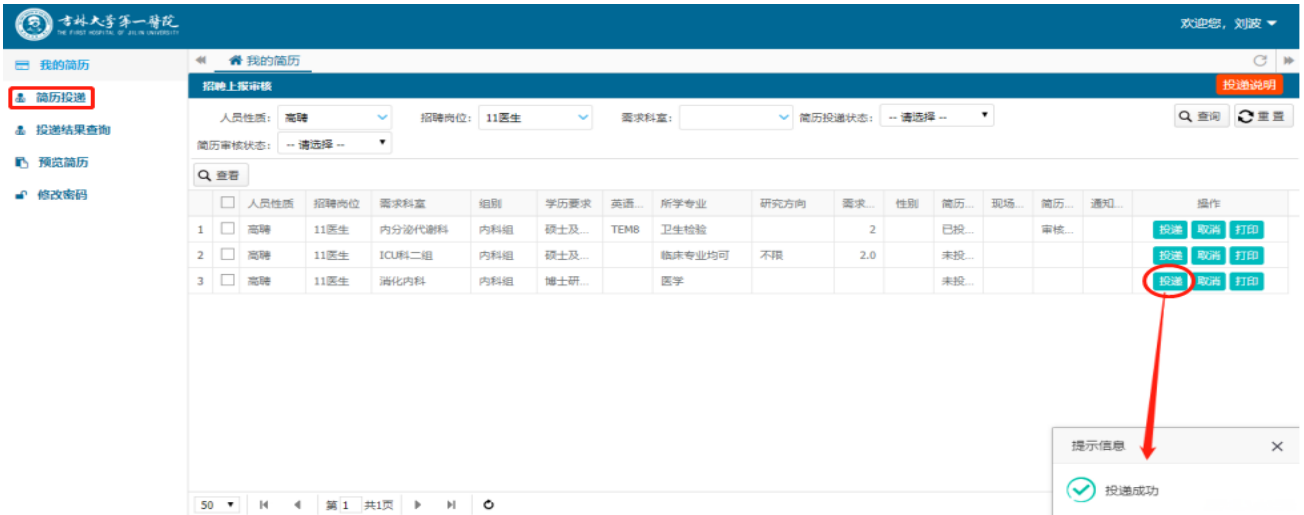 吉林大学第一醫院
THE FIRST HOSPITAL OF JILIN UNIVERSITY
欢迎您，刘波
我的简历
简历投递
投递结果查询
预览简历
修改密码
我的简历
招聘上报审核 投递说明
人员性质： 高聘 招聘岗位： 11医生 需求科室： 简历投递状态： -- 请选择 -- 查询 重置
简历审核状态： -- 请选择 --
查看
人员性质 招聘岗位 需求科室 组别 学历要求 英语... 所学专业 研究方向 需求... 性别 简历... 现场... 简历... 通知... 操作
1 高聘 11医生 内分泌代谢科 内科组 硕士及... TEM8 卫生检验 2 已投... 审核... 投递 取消 打印
2 高聘 11医生 ICU科二组 内科组 硕士及... 临床专业均可 不限 2.0 未投... 投递 取消 打印
3 高聘 11医生 消化内科 内科组 博士研... 医学 未投... 投递 取消 打印
提示信息
投递成功
50 第 1 共1页